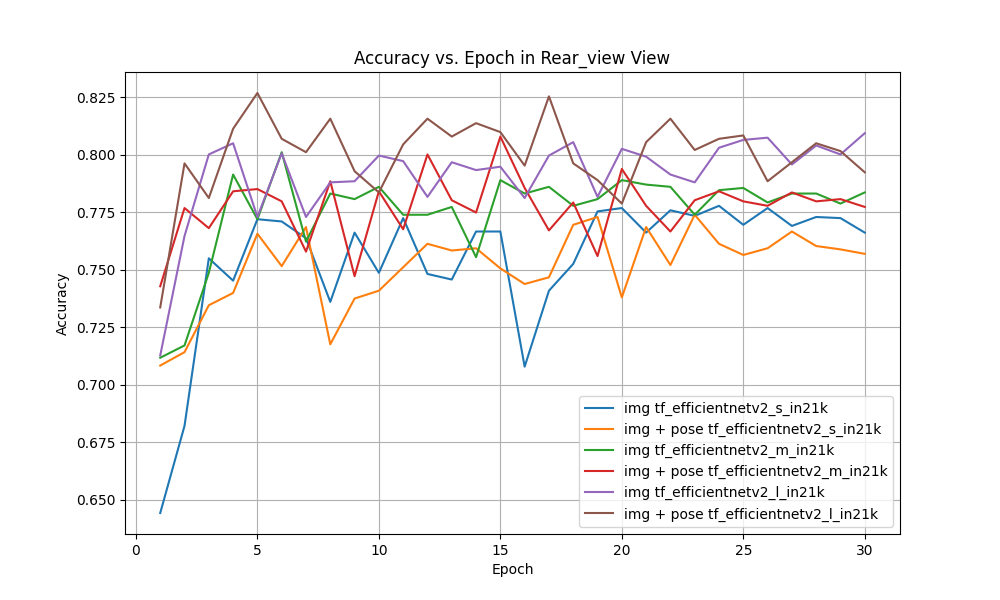 Accuracy vs. Epoch in Rear_view View
Accuracy
0.825
0.800
0.775
0.750
0.725
0.700
0.675
0.650
0
5
10
15
20
25
30
Epoch
img tf_efficientnetv2_s_in21k
img + pose tf_efficientnetv2_s_in21k
img tf_efficientnetv2_m_in21k
img + pose tf_efficientnetv2_m_in21k
img tf_efficientnetv2_l_in21k
img + pose tf_efficientnetv2_l_in21k